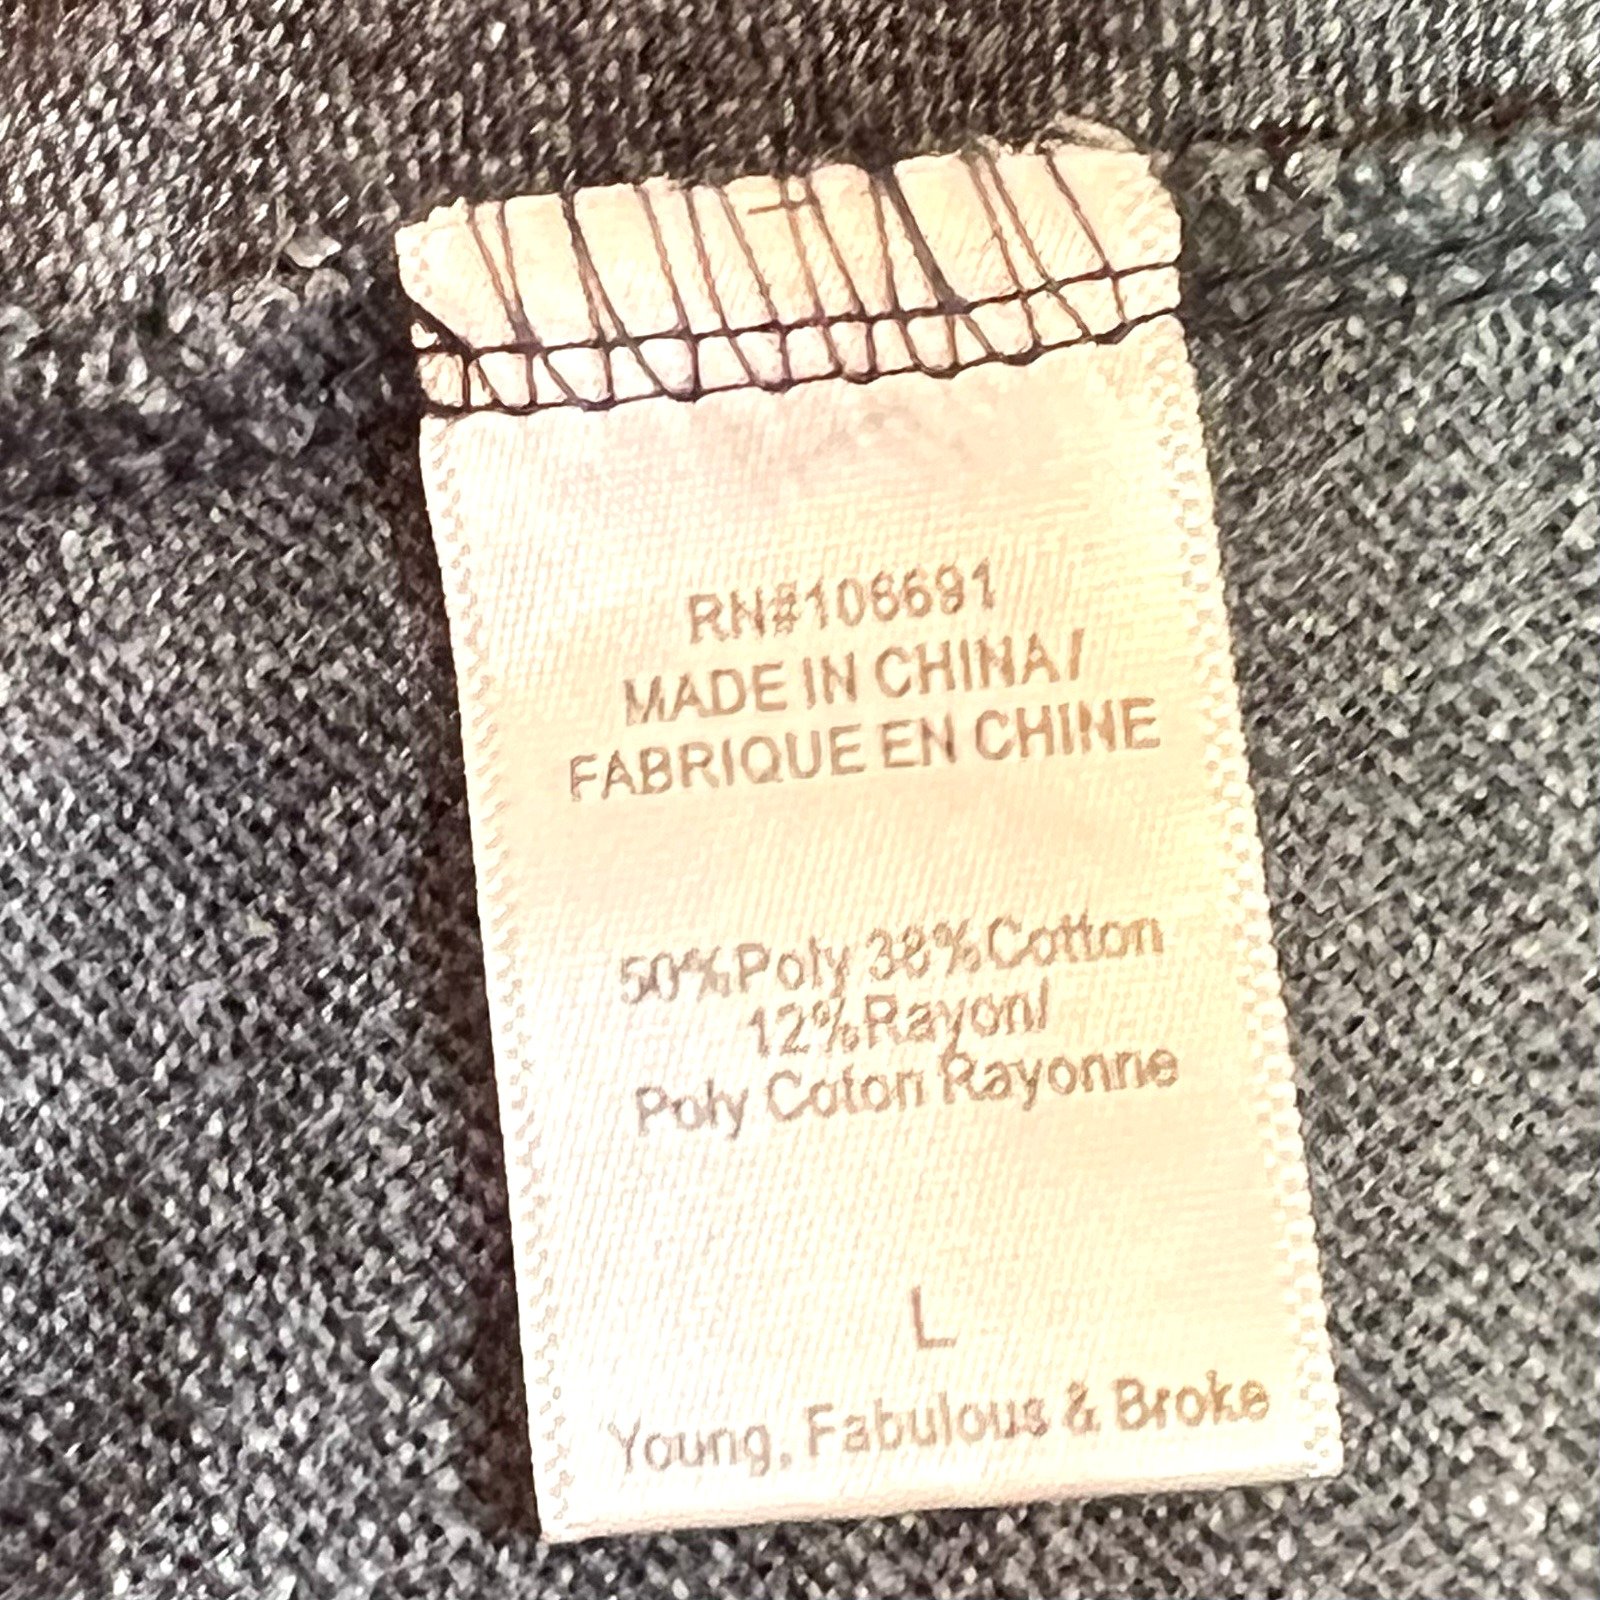 RN#106691
MADE IN CHINA/
FABRIQUE EN CHINE
50%Poly 38%Cotton
12%Rayon/
Poly Coton Rayonne
L
Young, Fabulous & Broke